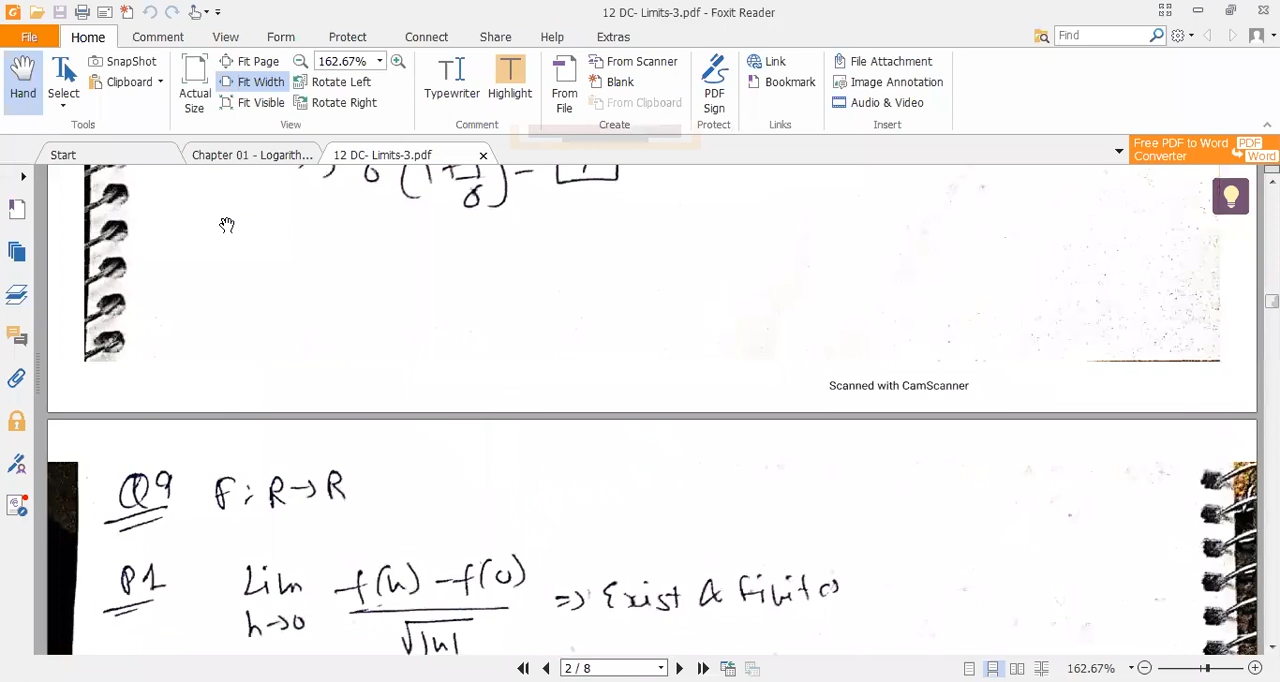 12 DC- Limits-3.pdf - Foxit Reader
File Home Comment View Form Protect Connect Share Help Extras Find
Hand Select SnapShot Clipboard Actual Size Fit Page Fit Width Fit Visible 162.67% Rotate Left Rotate Right Typewriter Highlight From File From Scanner Blank From Clipboard PDF Sign Link Bookmark File Attachment Image Annotation Audio & Video
Tools View Comment Create Protect Links Insert
Start Chapter 01 - Logarith... 12 DC- Limits-3.pdf Free PDF to Word Converter PDF Word
Scanned with CamScanner
Q9 F: R→R
P1 Lim h→0 f(h) - f(0) / √|h| => Exist & finite
2 / 8 162.67%